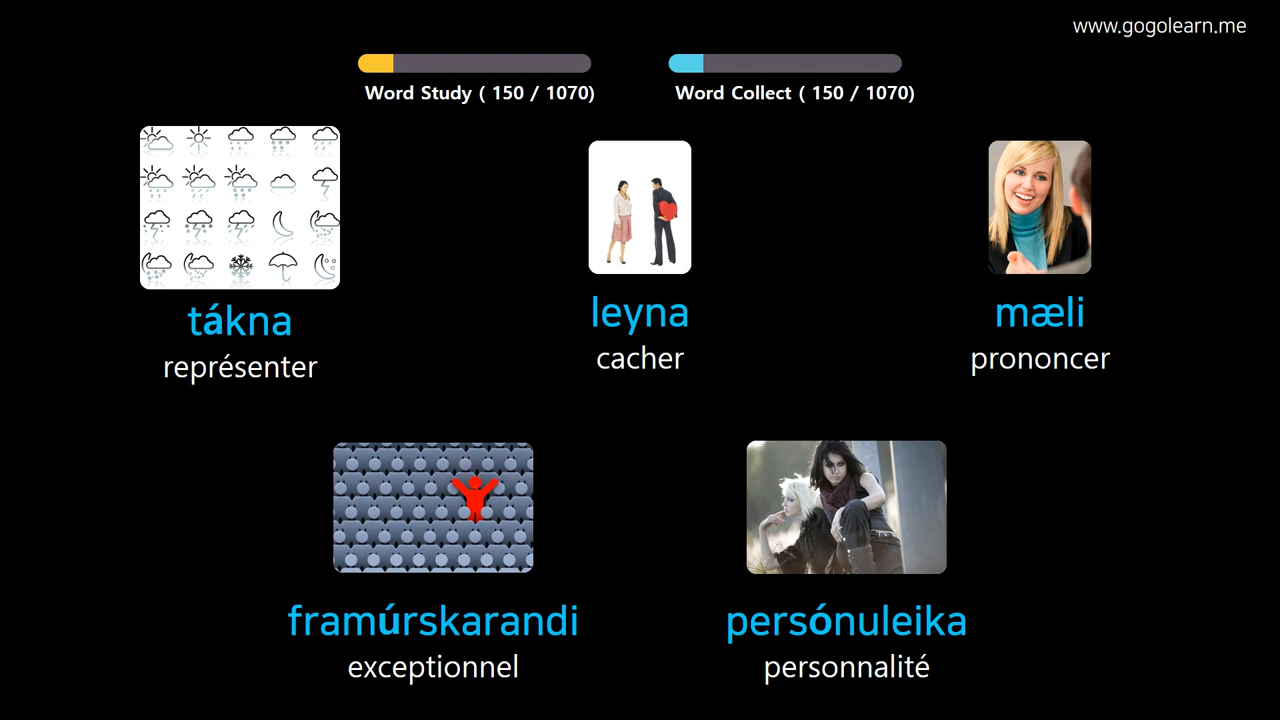 www.gogolearn.me
Word Study ( 150 / 1070)
Word Collect ( 150 / 1070)
tákna
représenter
leyna
cacher
mæli
prononcer
framúrskarandi
exceptionnel
persónuleika
personnalité